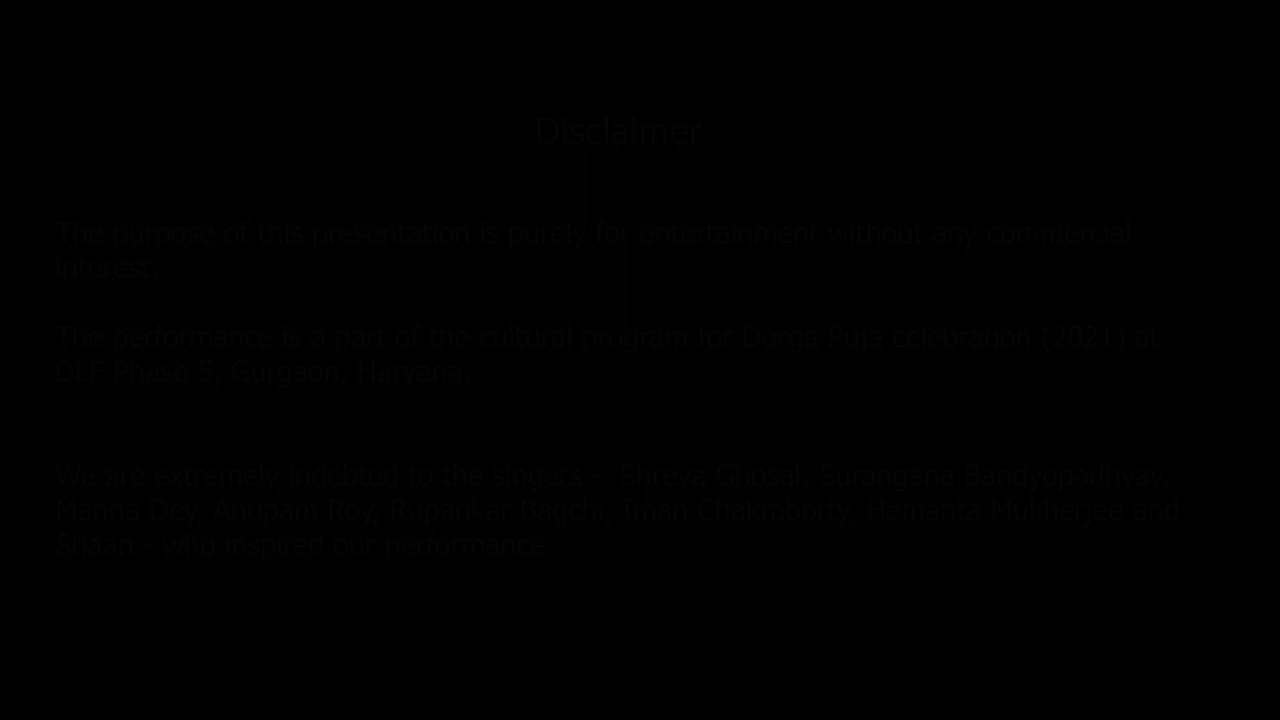 Disclaimer
The purpose of this presentation is purely for entertainment without any commercial
interest.
The performance is a part of the cultural program for Durga Puja celebration (2021) at
DLF Phase 5, Gurgaon, Haryana.
We are extremely indebted to the singers - Shreya Ghosal, Surangana Bandyopadhyay,
Manna Dey, Anupam Roy, Rupankar Bagchi, Iman Chakraborty, Hemanta Mukherjee and
Shaan - who inspired our performance.